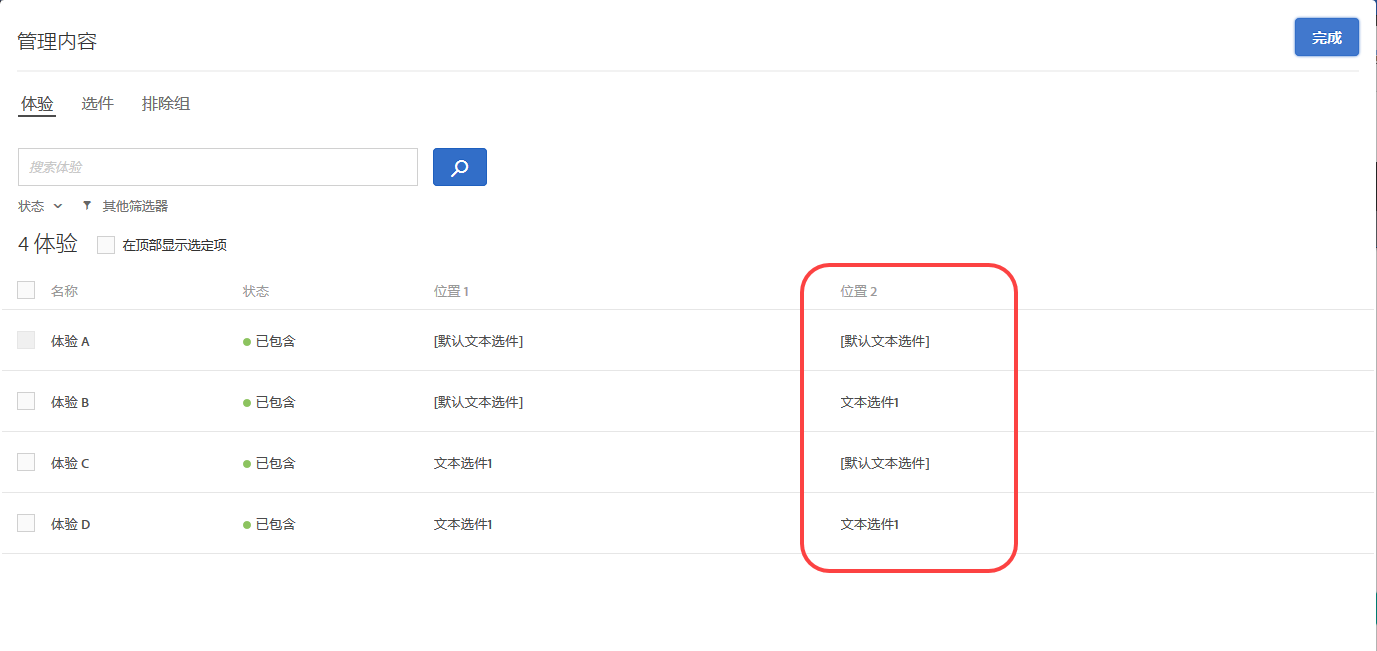 管理内容
完成
体验 选件 排除组
搜索体验
状态 其他筛选器
4 体验 在顶部显示选定项
名称 状态 位置 1 位置 2
体验 A 已包含 [默认文本选件] [默认文本选件]
体验 B 已包含 [默认文本选件] 文本选件1
体验 C 已包含 文本选件1 [默认文本选件]
体验 D 已包含 文本选件1 文本选件1